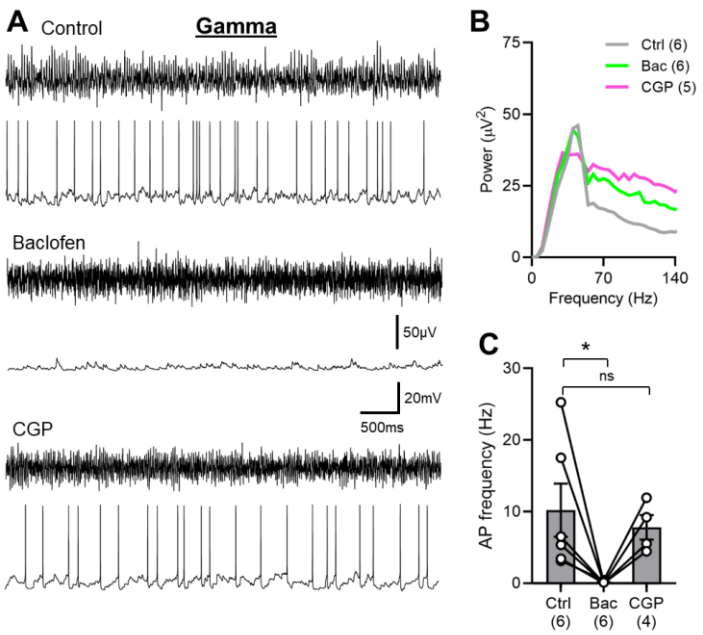 A
Gamma
Control
Baclofen
50µV
20mV
500ms
CGP
B
75
50
25
0
Power (µV²)
Ctrl (6)
Bac (6)
CGP (5)
0 70 140
Frequency (Hz)
C
30
20
10
0
AP frequency (Hz)
*
ns
Ctrl Bac CGP
(6) (6) (4)